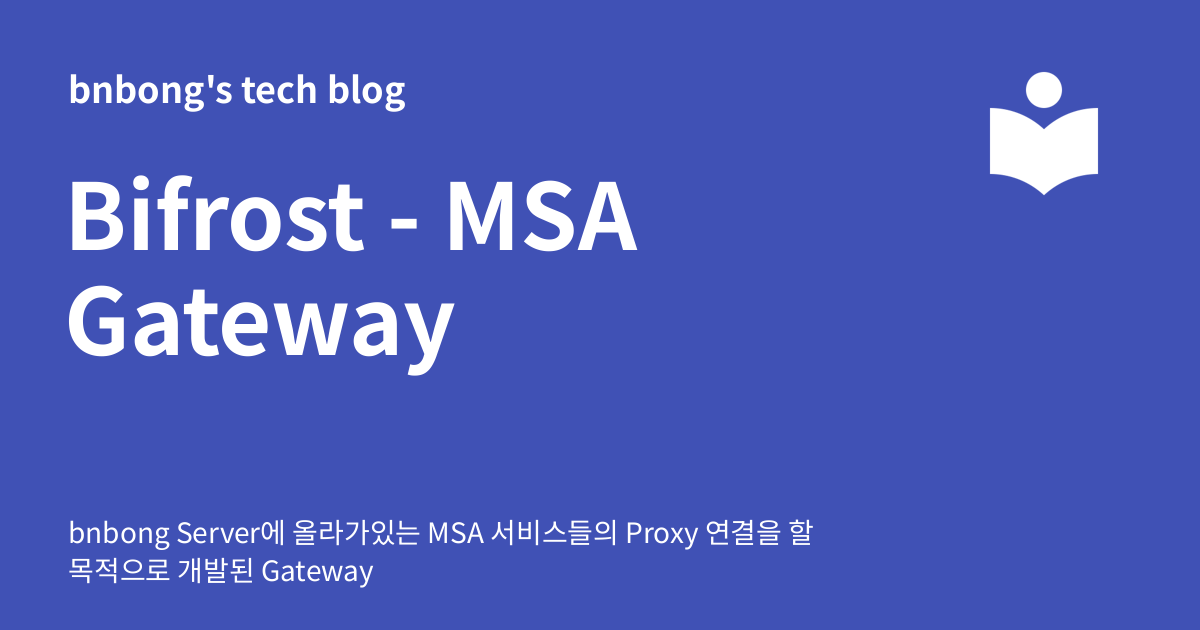 bnbong's tech blog
Bifrost - MSA
Gateway
bnbong Server에 올라가있는 MSA 서비스들의 Proxy 연결을 할
목적으로 개발된 Gateway